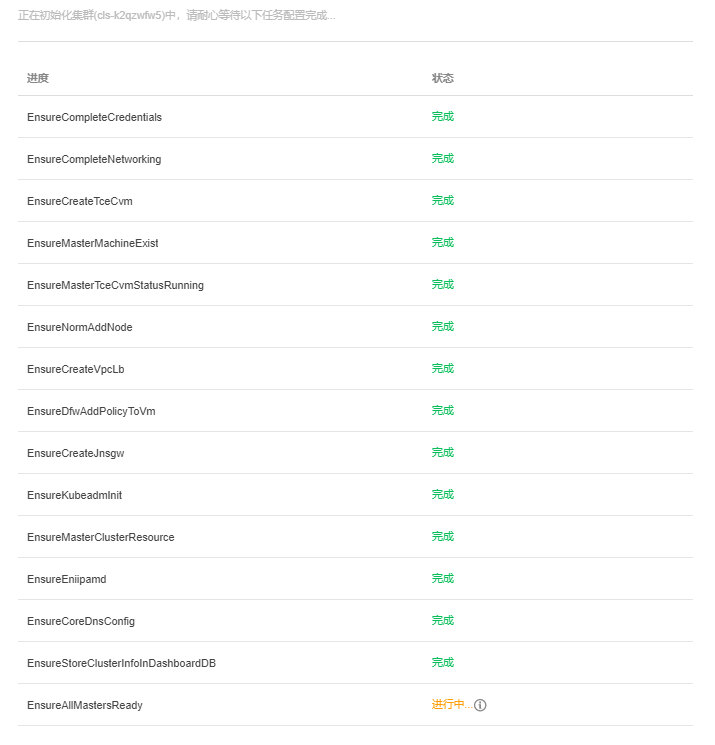 正在初始化集群(cls-k2qzwfw5)中，请耐心等待以下任务配置完成...
进度 状态
EnsureCompleteCredentials 完成
EnsureCompleteNetworking 完成
EnsureCreateTceCvm 完成
EnsureMasterMachineExist 完成
EnsureMasterTceCvmStatusRunning 完成
EnsureNormAddNode 完成
EnsureCreateVpcLb 完成
EnsureDfwAddPolicyToVm 完成
EnsureCreateJnsgw 完成
EnsureKubeadmInit 完成
EnsureMasterClusterResource 完成
EnsureEniipamd 完成
EnsureCoreDnsConfig 完成
EnsureStoreClusterInfoInDashboardDB 完成
EnsureAllMastersReady 进行中...